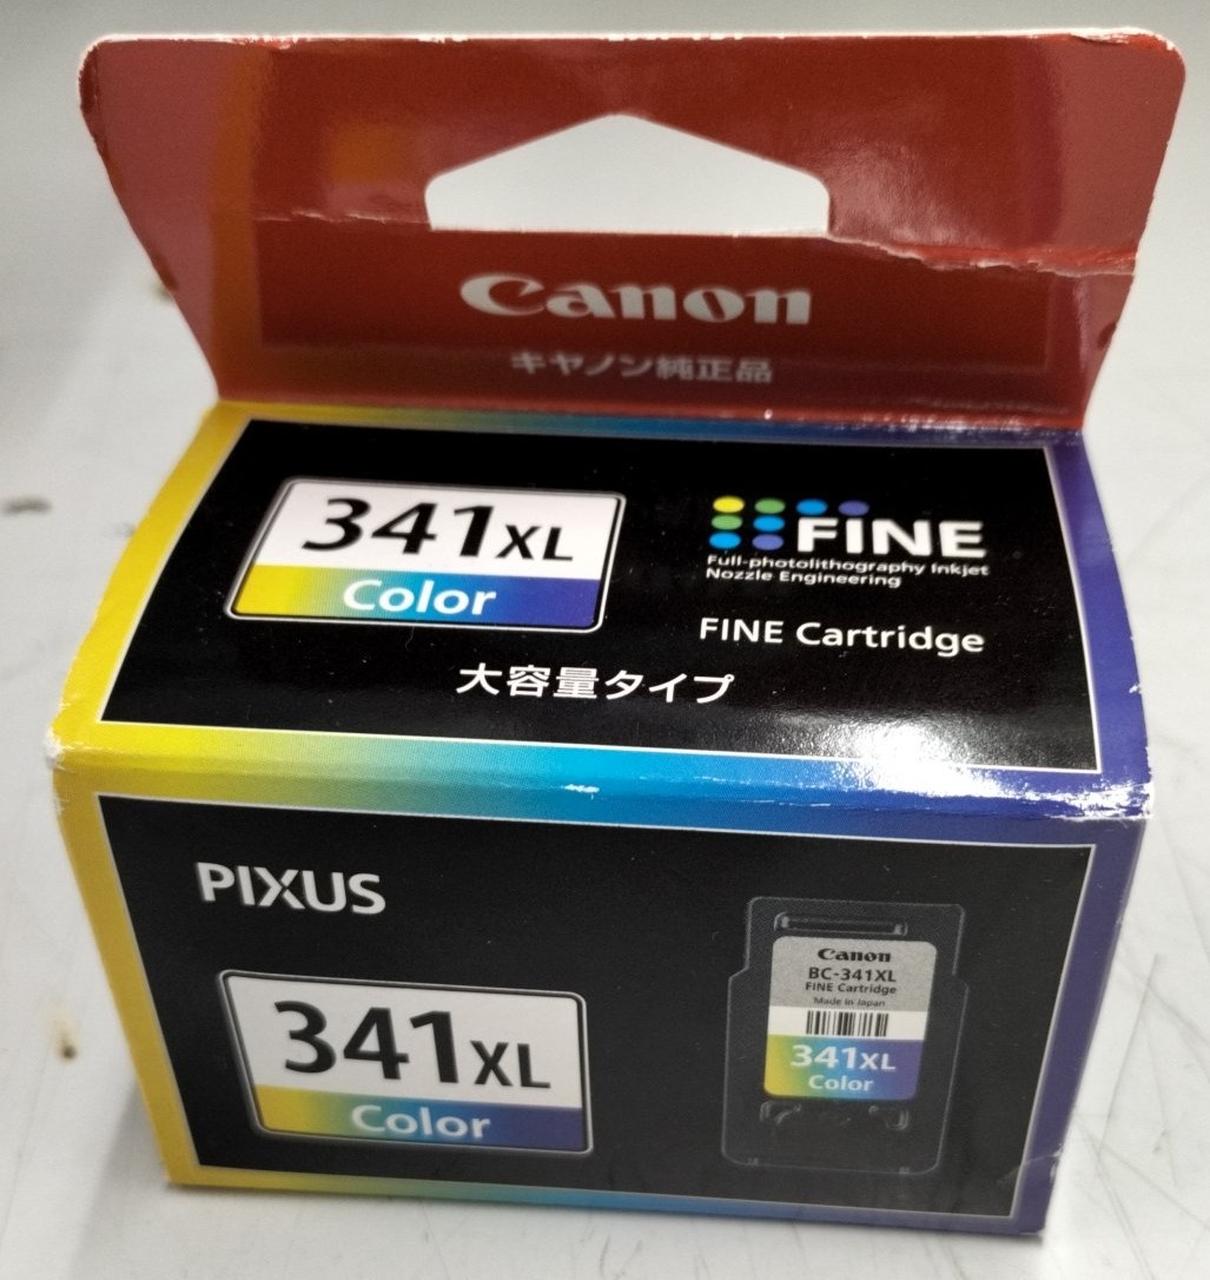 Canon
キヤノン純正品
341XL
Color
FINE
Full-photolithography Inkjet
Nozzle Engineering
FINE Cartridge
大容量タイプ
PIXUS
341XL
Color
Canon
BC-341XL
FINE Cartridge
Made in Japan
341XL
Color